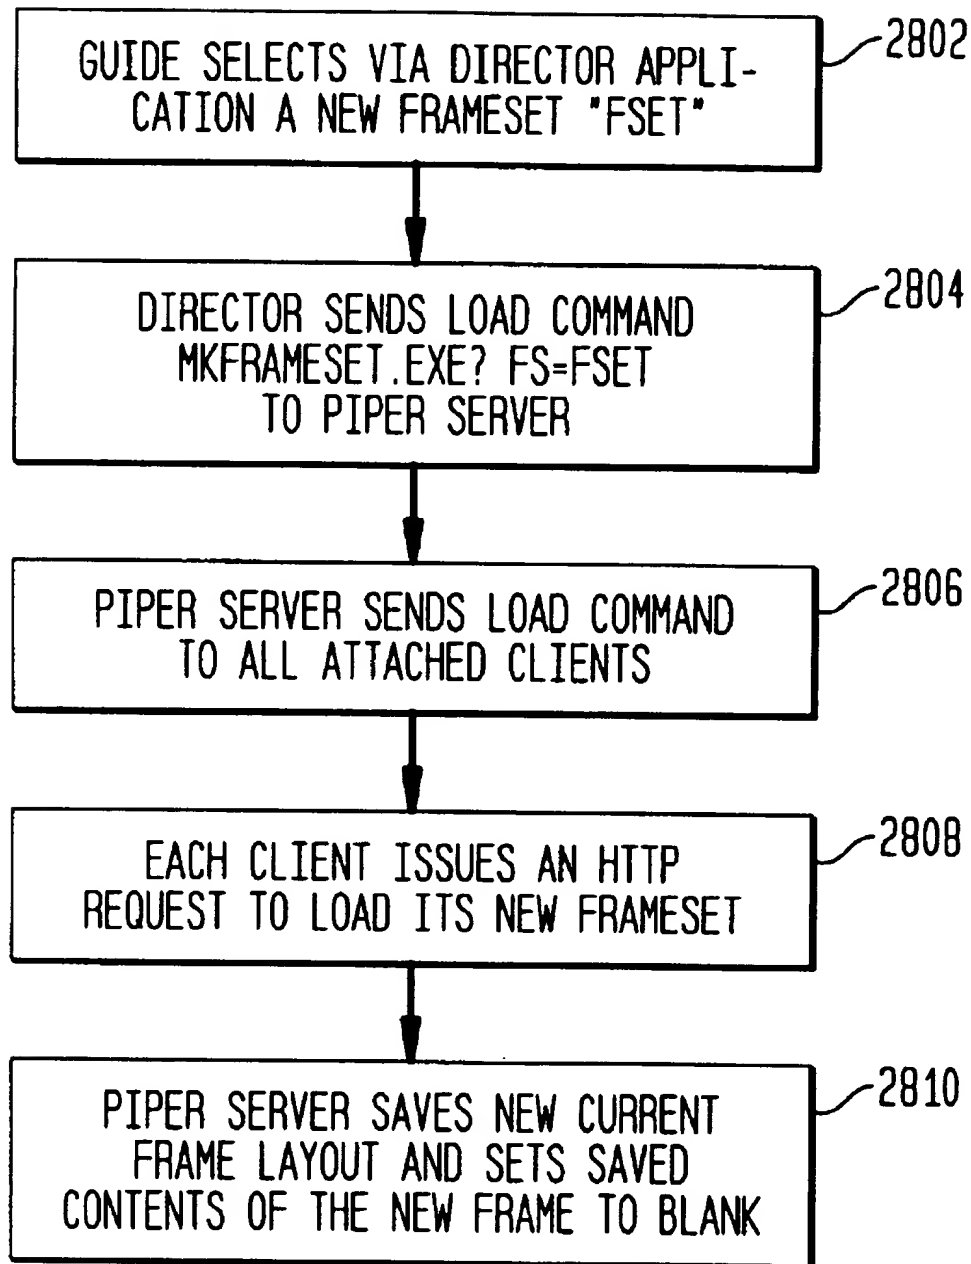 GUIDE SELECTS VIA DIRECTOR APPLI-
CATION A NEW FRAMESET "FSET"
2802
DIRECTOR SENDS LOAD COMMAND
MKFRAMESET.EXE? FS=FSET
TO PIPER SERVER
2804
PIPER SERVER SENDS LOAD COMMAND
TO ALL ATTACHED CLIENTS
2806
EACH CLIENT ISSUES AN HTTP
REQUEST TO LOAD ITS NEW FRAMESET
2808
PIPER SERVER SAVES NEW CURRENT
FRAME LAYOUT AND SETS SAVED
CONTENTS OF THE NEW FRAME TO BLANK
2810